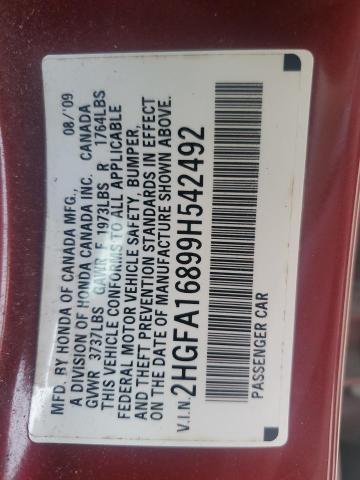 MFD. BY HONDA OF CANADA MFG., 08/'09
A DIVISION OF HONDA CANADA INC. CANADA
GVWR 3737LBS GAWR F 1973LBS R 1764LBS
THIS VEHICLE CONFORMS TO ALL APPLICABLE
FEDERAL MOTOR VEHICLE SAFETY, BUMPER,
AND THEFT PREVENTION STANDARDS IN EFFECT
ON THE DATE OF MANUFACTURE SHOWN ABOVE.
V.I.N. 2HGFA16899H542492
PASSENGER CAR